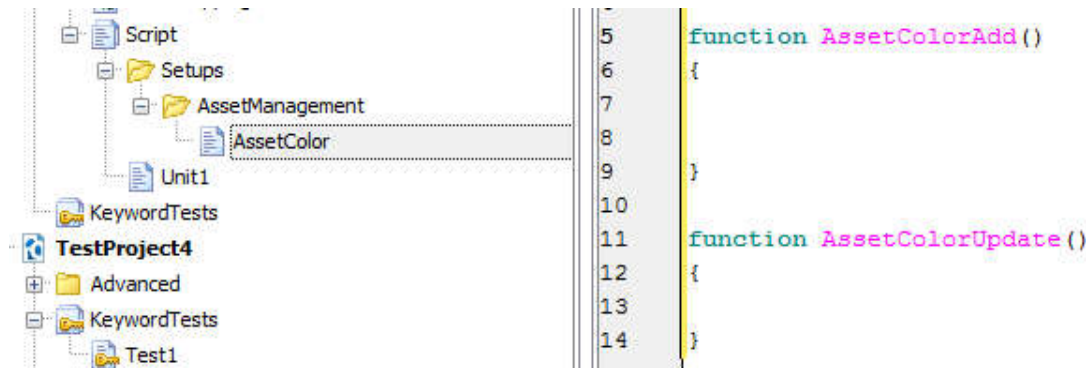 Script
Setups
AssetManagement
AssetColor
Unit1
KeywordTests
TestProject4
Advanced
KeywordTests
Test1
5 function AssetColorAdd()
6 {
7
8
9 }
10
11 function AssetColorUpdate()
12 {
13
14 }